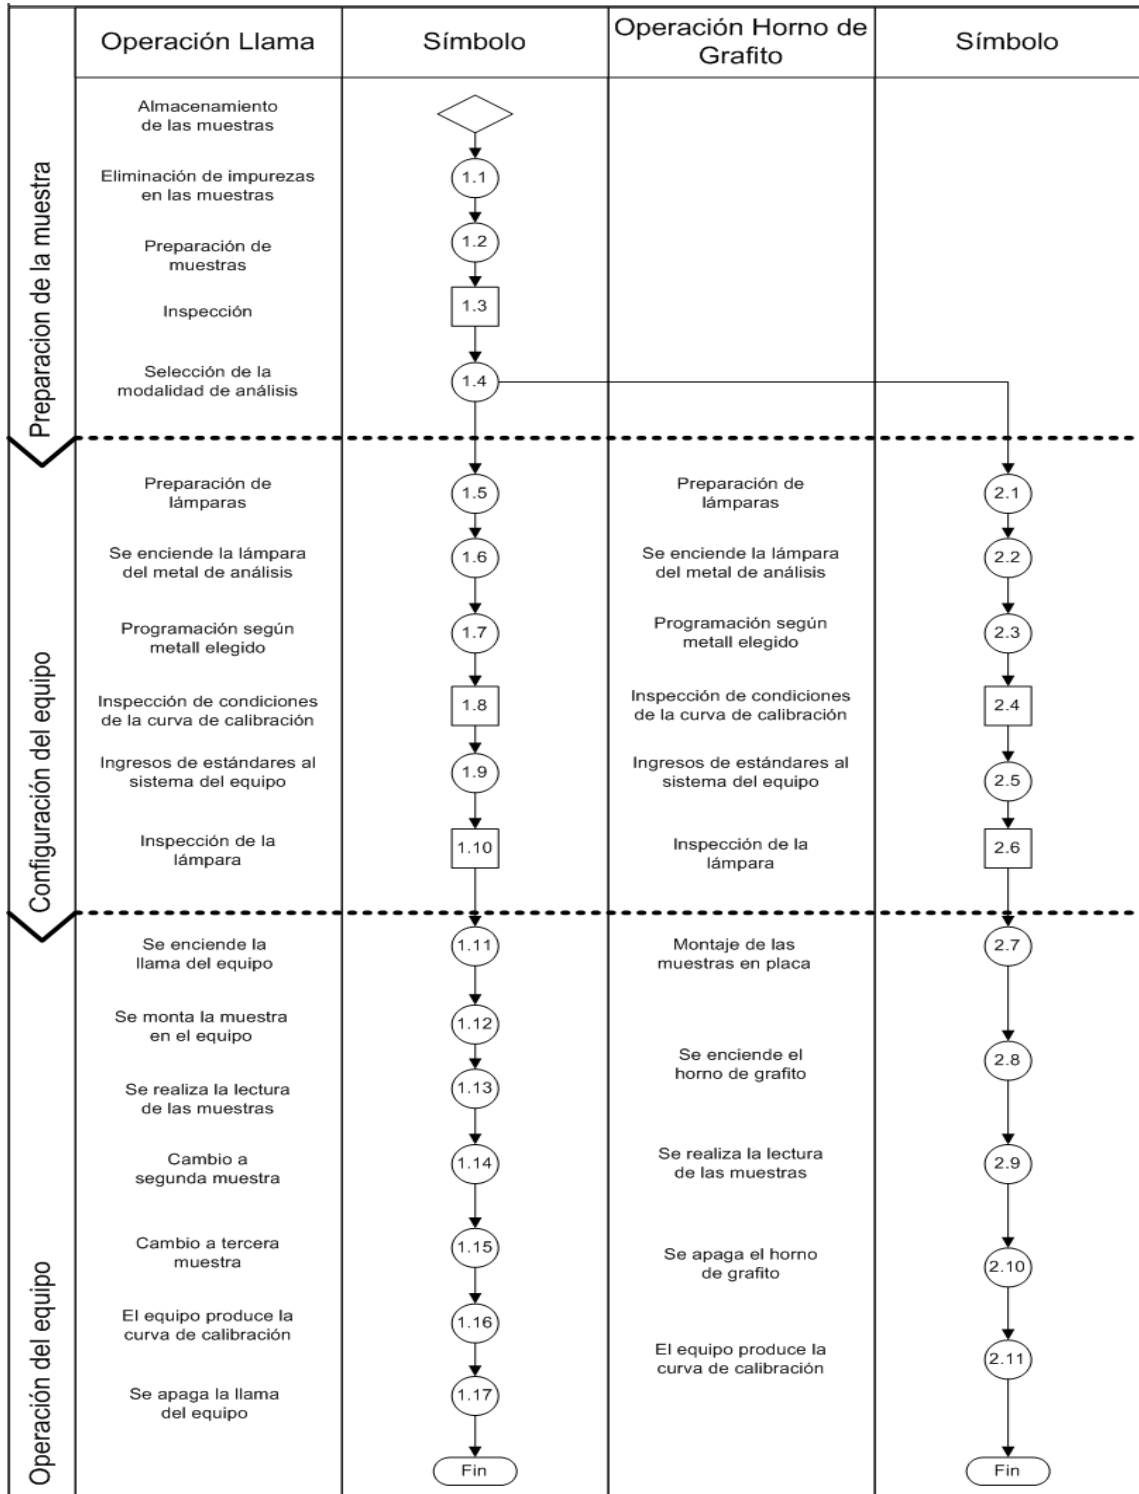 Operación Llama
Símbolo
Operación Horno de
Grafito
Símbolo
Preparacion de la muestra
Almacenamiento
de las muestras
Eliminación de impurezas
en las muestras
1.1
Preparación de
muestras
1.2
Inspección
1.3
Selección de la
modalidad de análisis
1.4
Configuración del equipo
Preparación de
lámparas
1.5
Preparación de
lámparas
2.1
Se enciende la lámpara
del metal de análisis
1.6
Se enciende la lámpara
del metal de análisis
2.2
Programación según
metall elegido
1.7
Programación según
metall elegido
2.3
Inspección de condiciones
de la curva de calibración
1.8
Inspección de condiciones
de la curva de calibración
2.4
Ingresos de estándares al
sistema del equipo
1.9
Ingresos de estándares al
sistema del equipo
2.5
Inspección de la
lámpara
1.10
Inspección de la
lámpara
2.6
Operación del equipo
Se enciende la
llama del equipo
1.11
Montaje de las
muestras en placa
2.7
Se monta la muestra
en el equipo
1.12
Se enciende el
horno de grafito
2.8
Se realiza la lectura
de las muestras
1.13
Cambio a
segunda muestra
1.14
Se realiza la lectura
de las muestras
2.9
Cambio a tercera
muestra
1.15
Se apaga el horno
de grafito
2.10
El equipo produce la
curva de calibración
1.16
El equipo produce la
curva de calibración
2.11
Se apaga la llama
del equipo
1.17
Fin
Fin